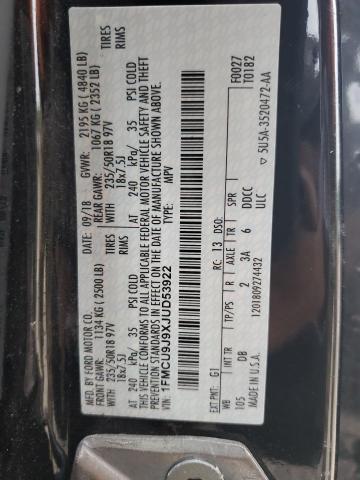 MFD. BY FORD MOTOR CO.
DATE: 09/18 GVWR: 2195 KG ( 4840 LB)
FRONT GAWR: 1134 KG ( 2500 LB) REAR GAWR: 1067 KG ( 2352 LB)
235/50R18 97V TIRES 235/50R18 97V TIRES
18x7.5J RIMS 18x7.5J RIMS
AT 240 kPa/ 35 PSI COLD AT 240 kPa/ 35 PSI COLD
THIS VEHICLE CONFORMS TO ALL APPLICABLE FEDERAL MOTOR VEHICLE SAFETY AND THEFT
PREVENTION STANDARDS IN EFFECT ON THE DATE OF MANUFACTURE SHOWN ABOVE.
VIN: 1FMCU9J9XJUD53922
TYPE: MPV
F0027
T0182
EXT PNT: G1 RC: 13 DSO:
WB INT TR TP/PS R AXLE TR SPR
105 DB 2 3A 6 DDCC
ULC
MADE IN U.S.A. 1201809274432
5U5A-3520472-AA